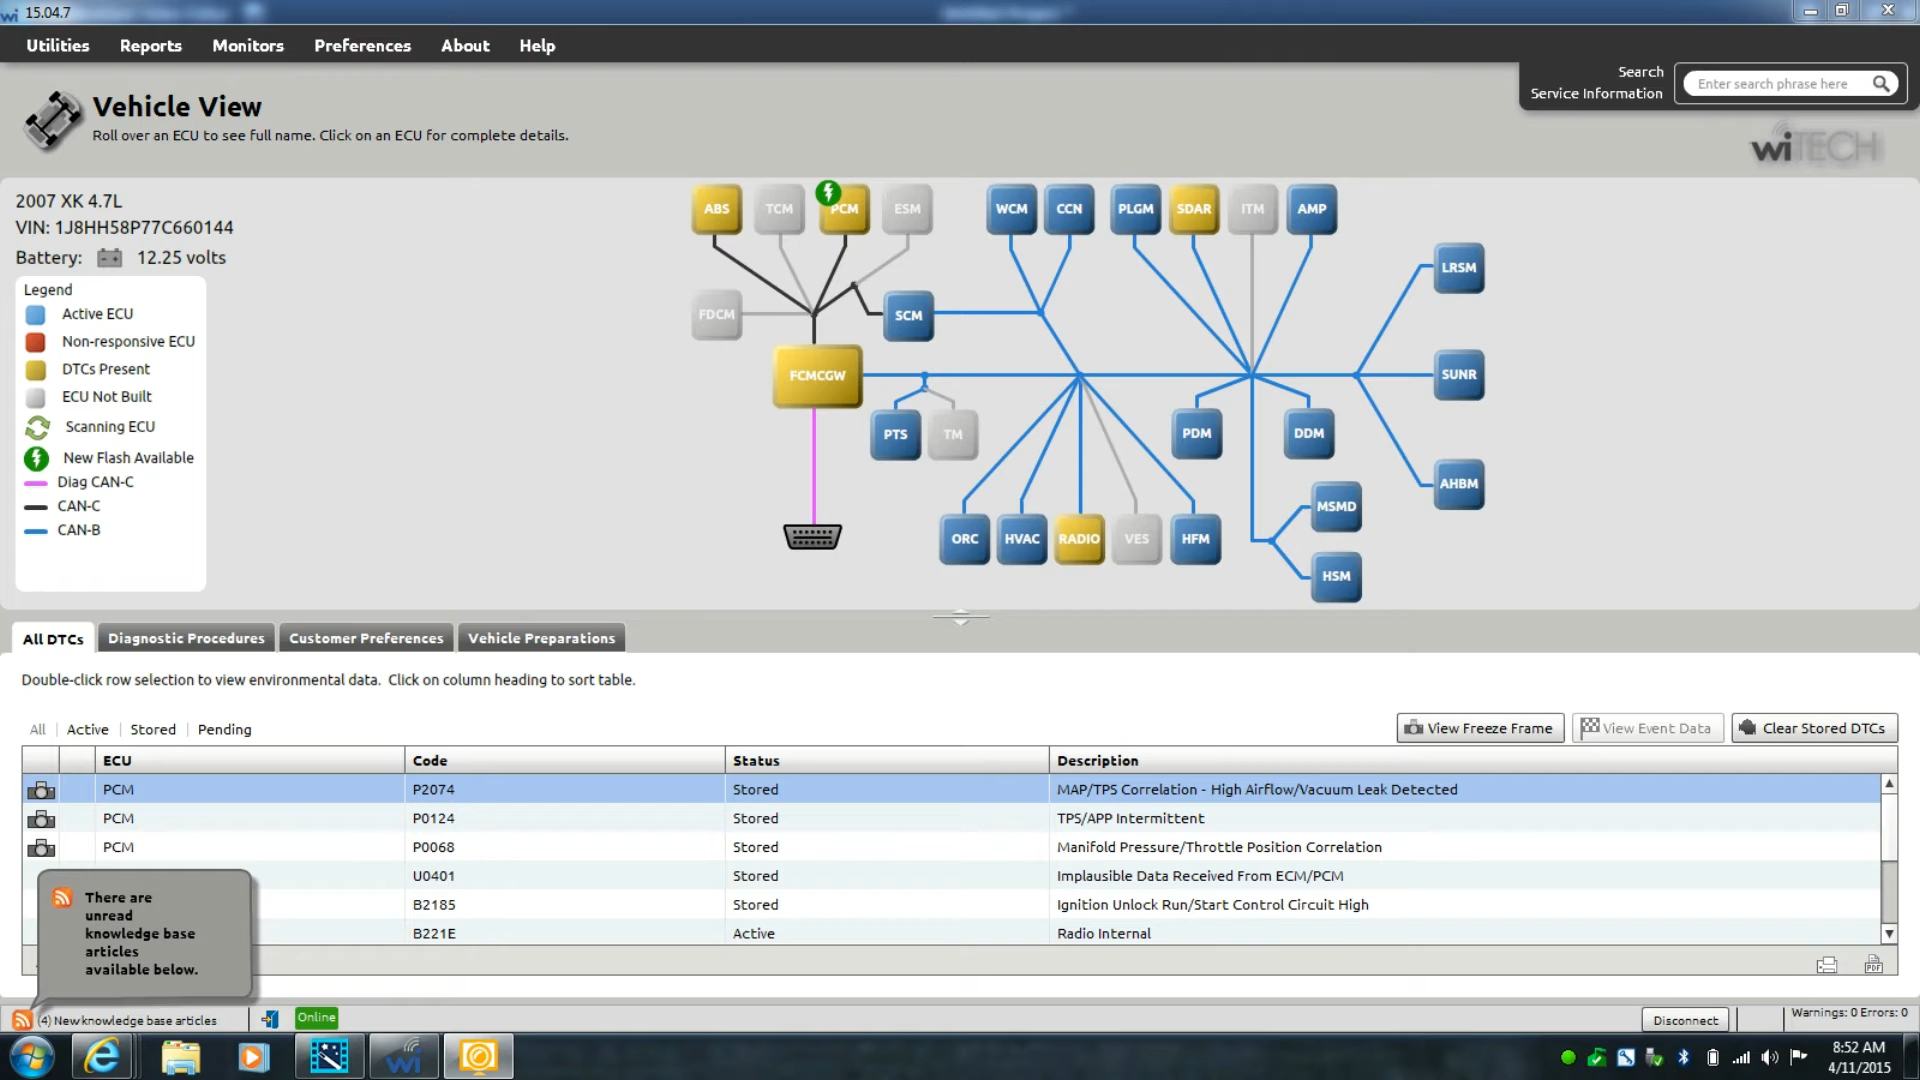 15.04.7
Utilities Reports Monitors Preferences About Help
Search
Service Information
Enter search phrase here
Vehicle View
Roll over an ECU to see full name. Click on an ECU for complete details.
wiTECH
2007 XK 4.7L
VIN: 1J8HH58P77C660144
Battery: 12.25 volts
Legend
Active ECU
Non-responsive ECU
DTCs Present
ECU Not Built
Scanning ECU
New Flash Available
Diag CAN-C
CAN-C
CAN-B
ABS TCM PCM ESM WCM CCN PLGM SDAR ITM AMP
LRSM
FDCM SCM
FCMCGW SUNR
PTS TM PDM DDM
AHBM
MSMD
ORC HVAC RADIO VES HFM
HSM
All DTCs Diagnostic Procedures Customer Preferences Vehicle Preparations
Double-click row selection to view environmental data. Click on column heading to sort table.
All Active Stored Pending
View Freeze Frame View Event Data Clear Stored DTCs
ECU Code Status Description
PCM P2074 Stored MAP/TPS Correlation - High Airflow/Vacuum Leak Detected
PCM P0124 Stored TPS/APP Intermittent
PCM P0068 Stored Manifold Pressure/Throttle Position Correlation
U0401 Stored Implausible Data Received From ECM/PCM
B2185 Stored Ignition Unlock Run/Start Control Circuit High
B221E Active Radio Internal
There are
unread
knowledge base
articles
available below.
PDF
(4) New knowledge base articles
Online
Disconnect
Warnings: 0 Errors: 0
8:52 AM
4/11/2015